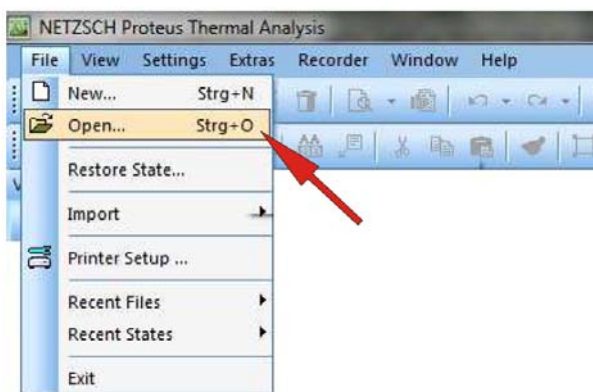 NETZSCH Proteus Thermal Analysis
File View Settings Extras Recorder Window Help
New... Strg+N
Open... Strg+O
Restore State...
Import
Printer Setup ...
Recent Files
Recent States
Exit